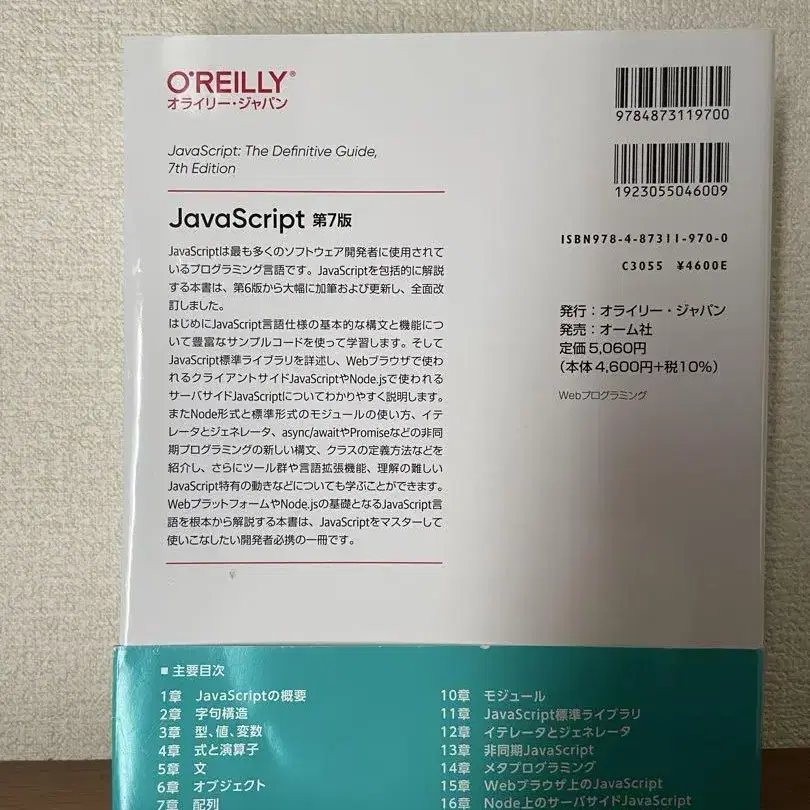 O'REILLY®
オライリー・ジャパン
JavaScript: The Definitive Guide,
7th Edition
JavaScript 第7版
JavaScriptは最も多くのソフトウェア開発者に使用されて
いるプログラミング言語です。JavaScriptを包括的に解説
する本書は、第6版から大幅に加筆および更新し、全面改
訂しました。
はじめにJavaScript言語仕様の基本的な構文と機能につ
いて豊富なサンプルコードを使って学習します。そして
JavaScript標準ライブラリを詳述し、Webブラウザで使わ
れるクライアントサイドJavaScriptやNode.jsで使われる
サーバサイドJavaScriptについてわかりやすく説明します。
またNode形式と標準形式のモジュールの使い方、イテ
レータとジェネレータ、async/awaitやPromiseなどの非同
期プログラミングの新しい構文、クラスの定義方法などを
紹介し、さらにツール群や言語拡張機能、理解の難しい
JavaScript特有の動きなどについても学ぶことができます。
WebプラットフォームやNode.jsの基礎となるJavaScript言
語を根本から解説する本書は、JavaScriptをマスターして
使いこなしたい開発者必携の一冊です。
9784873119700
1923055046009
ISBN978-4-87311-970-0
C3055 ¥4600E
発行：オライリー・ジャパン
発売：オーム社
定価5,060円
（本体4,600円+税10%）
Webプログラミング
■ 主要目次
1章 JavaScriptの概要
2章 字句構造
3章 型、値、変数
4章 式と演算子
5章 文
6章 オブジェクト
7章 配列
10章 モジュール
11章 JavaScript標準ライブラリ
12章 イテレータとジェネレータ
13章 非同期JavaScript
14章 メタプログラミング
15章 Webブラウザ上のJavaScript
16章 Node上のサーバサイドJavaScript